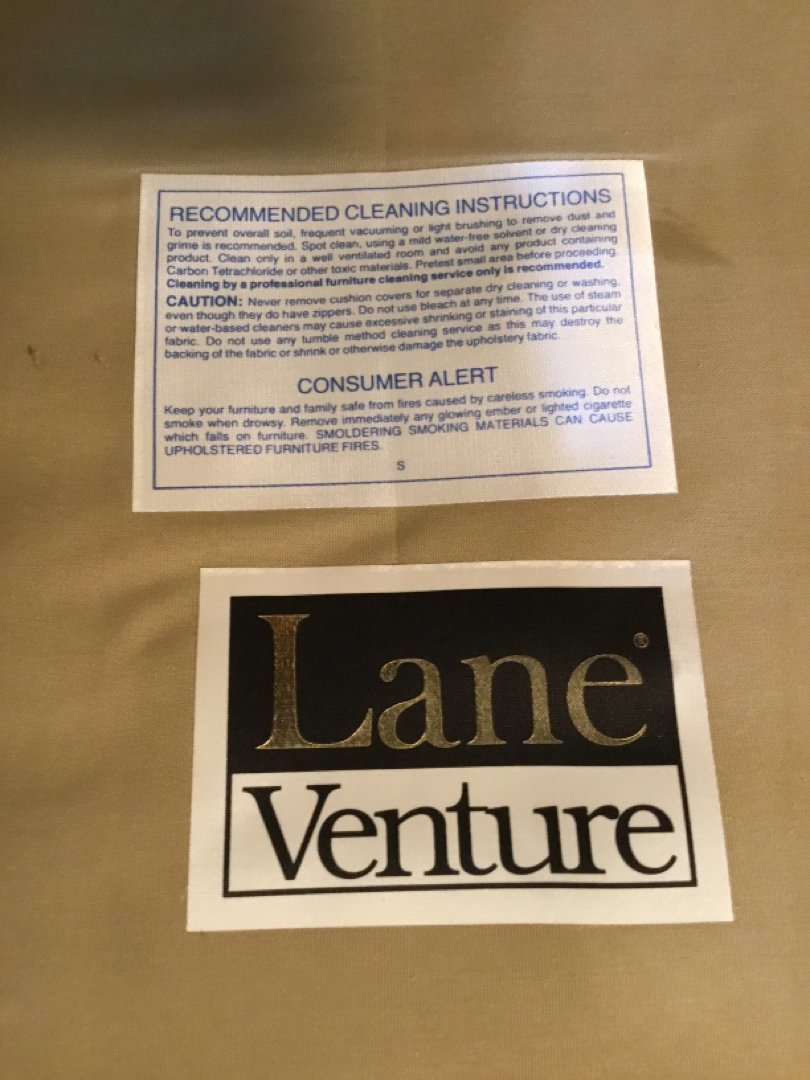 RECOMMENDED CLEANING INSTRUCTIONS
To prevent overall soil, frequent vacuuming or light brushing to remove dust and
grime is recommended. Spot clean, using a mild water-free solvent or dry cleaning
product. Clean only in a well ventilated room and avoid any product containing
Carbon Tetrachloride or other toxic materials. Pretest small area before proceeding.
Cleaning by a professional furniture cleaning service only is recommended.
CAUTION: Never remove cushion covers for separate dry cleaning or washing,
even though they do have zippers. Do not use bleach at any time. The use of steam
or water-based cleaners may cause excessive shrinking or staining of this particular
fabric. Do not use any tumble method cleaning service as this may destroy the
backing of the fabric or shrink or otherwise damage the upholstery fabric.
CONSUMER ALERT
Keep your furniture and family safe from fires caused by careless smoking. Do not
smoke when drowsy. Remove immediately any glowing ember or lighted cigarette
which falls on furniture. SMOLDERING SMOKING MATERIALS CAN CAUSE
UPHOLSTERED FURNITURE FIRES.
S
Lane®
Venture